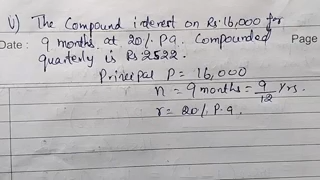 V) The Compound interest on Rs.16,000 for
Date: 9 months at 20% P.a. Compounded Page
quarterly is Rs.2522.
Principal P = 16,000
n = 9 months = 9/12 yrs.
r = 20% P.a.